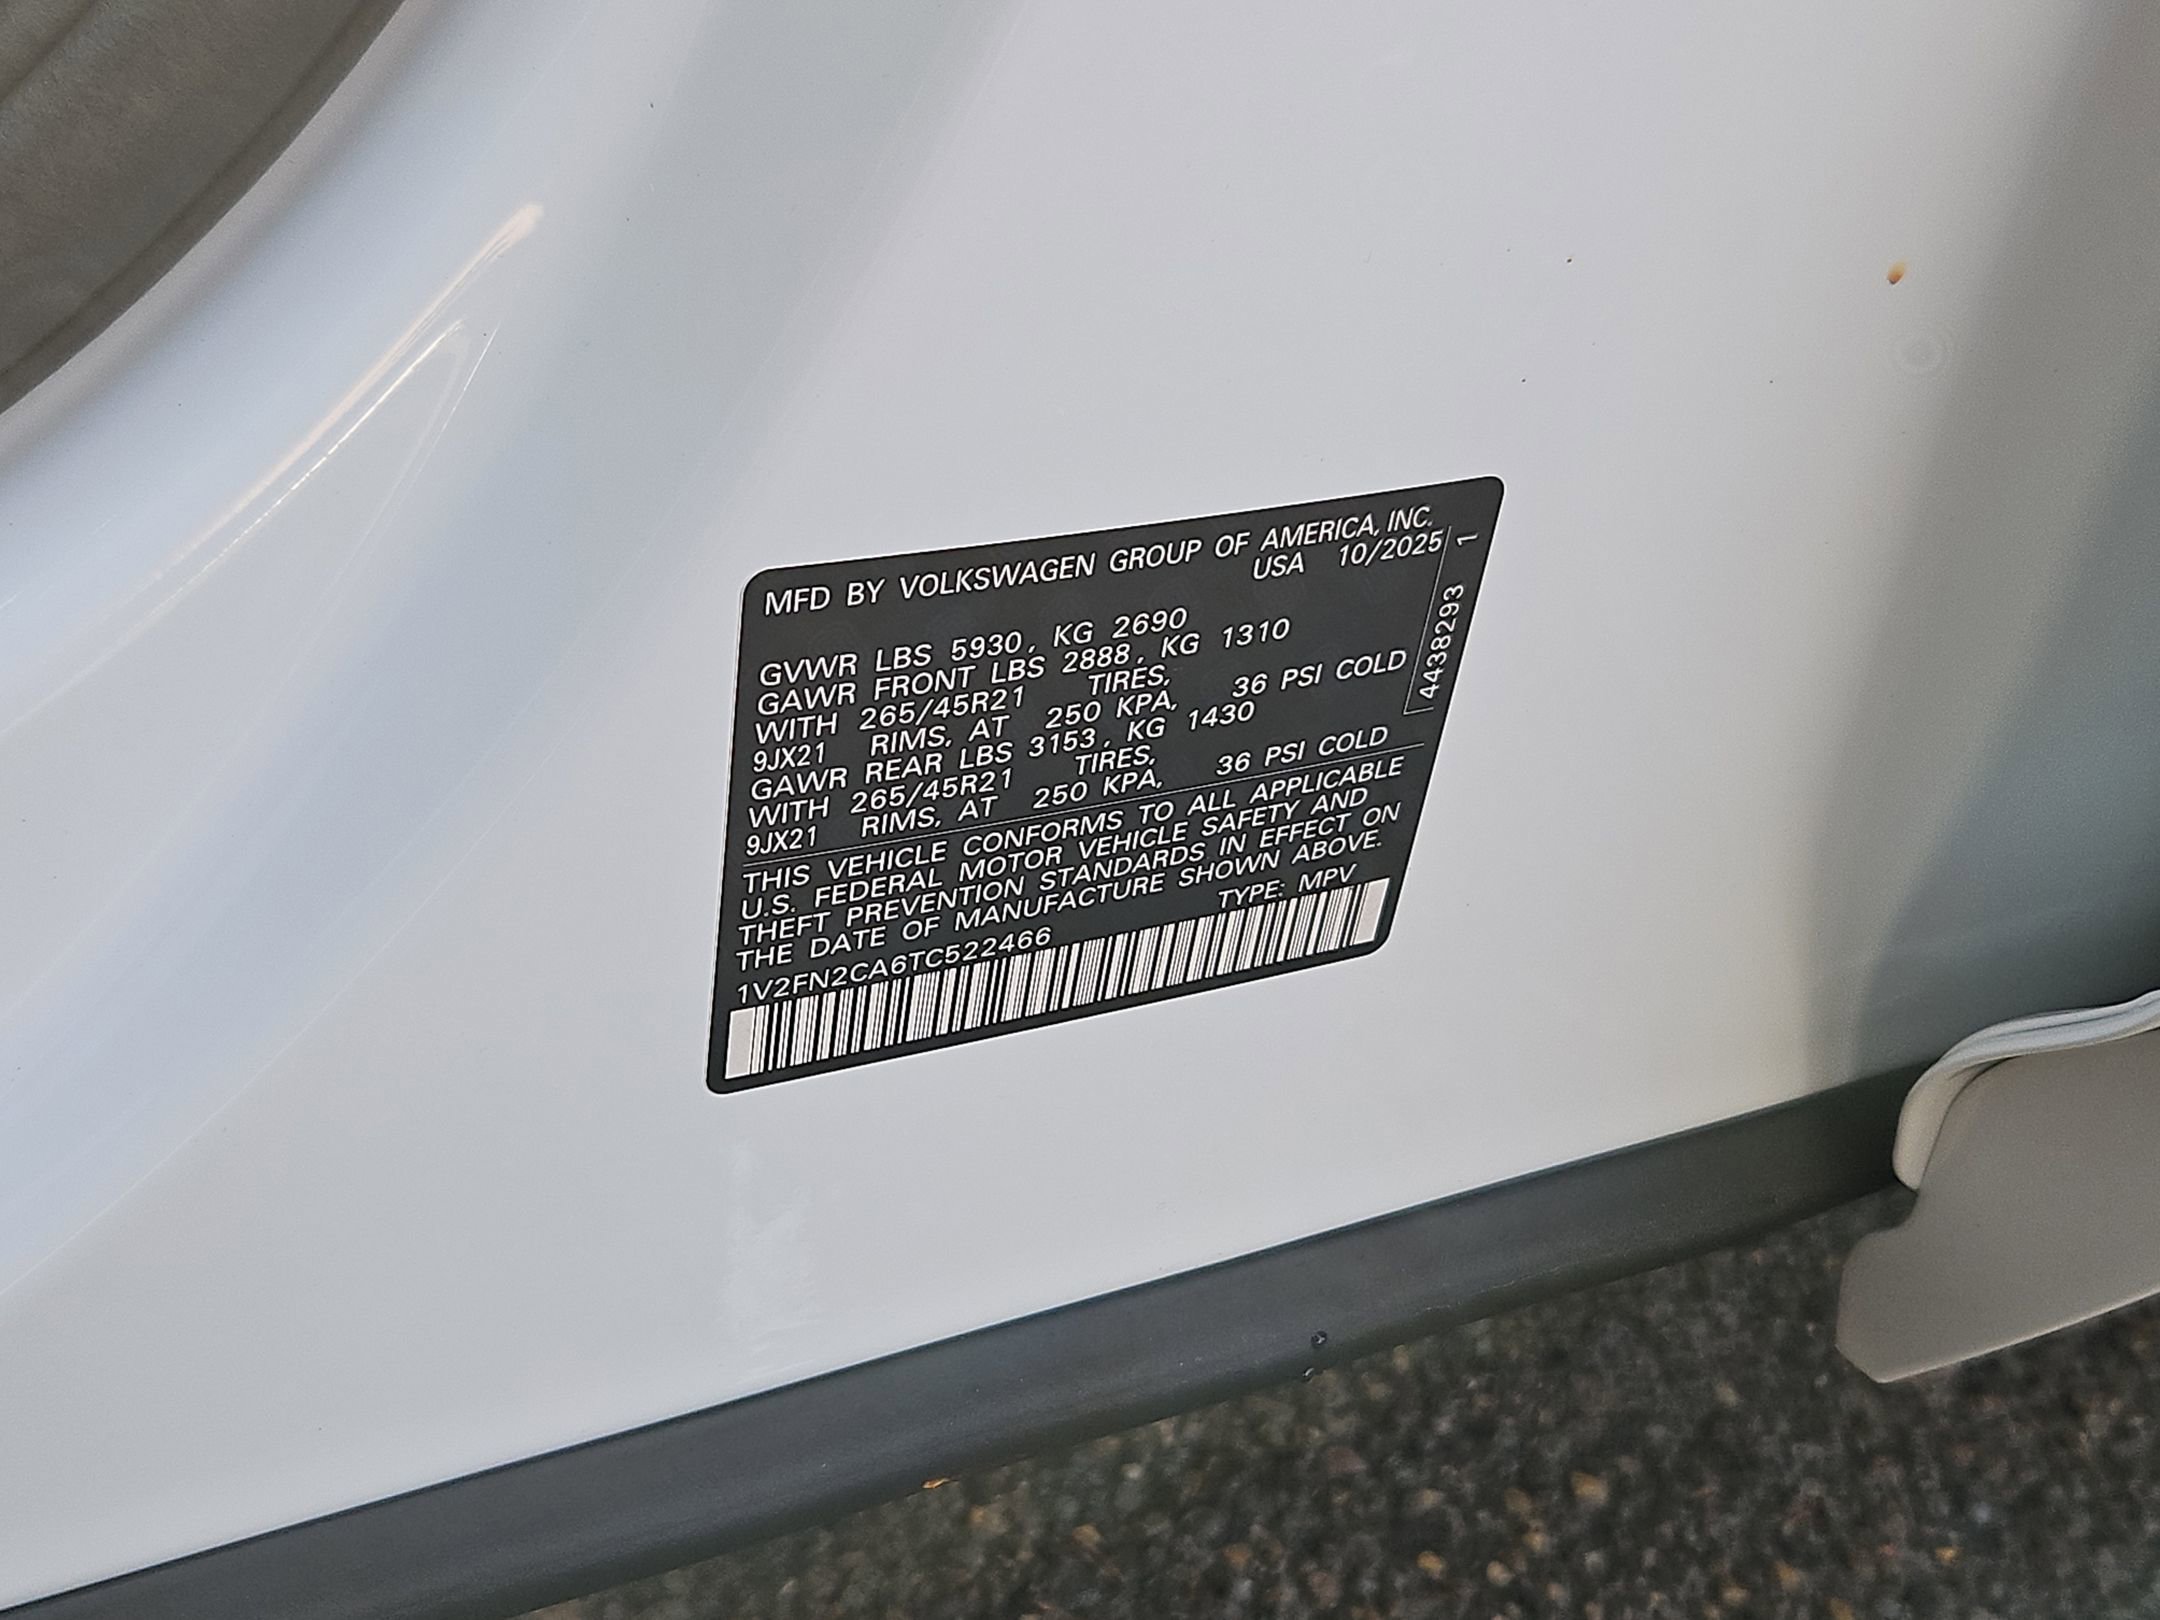 MFD BY VOLKSWAGEN GROUP OF AMERICA, INC.
USA 10/2025
GVWR LBS 5930, KG 2690
GAWR FRONT LBS 2888, KG 1310
WITH 265/45R21 TIRES,
9JX21 RIMS, AT 250 KPA, 36 PSI COLD
GAWR REAR LBS 3153, KG 1430
WITH 265/45R21 TIRES,
9JX21 RIMS, AT 250 KPA, 36 PSI COLD
THIS VEHICLE CONFORMS TO ALL APPLICABLE
U.S. FEDERAL MOTOR VEHICLE SAFETY AND
THEFT PREVENTION STANDARDS IN EFFECT ON
THE DATE OF MANUFACTURE SHOWN ABOVE.
1V2FN2CA6TC522466 TYPE: MPV
4438293 1